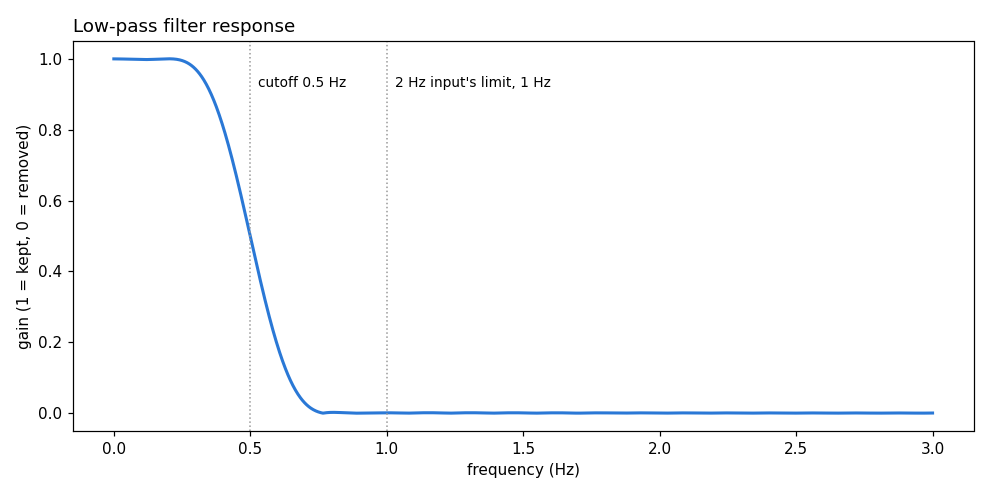 Low-pass filter response
1.0
0.8
0.6
0.4
0.2
0.0
gain (1 = kept, 0 = removed)
cutoff 0.5 Hz
2 Hz input's limit, 1 Hz
0.0
0.5
1.0
1.5
2.0
2.5
3.0
frequency (Hz)